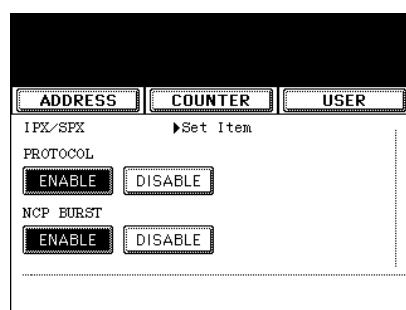 ADDRESS COUNTER USER
IPX/SPX ▶Set Item
PROTOCOL
ENABLE DISABLE
NCP BURST
ENABLE DISABLE